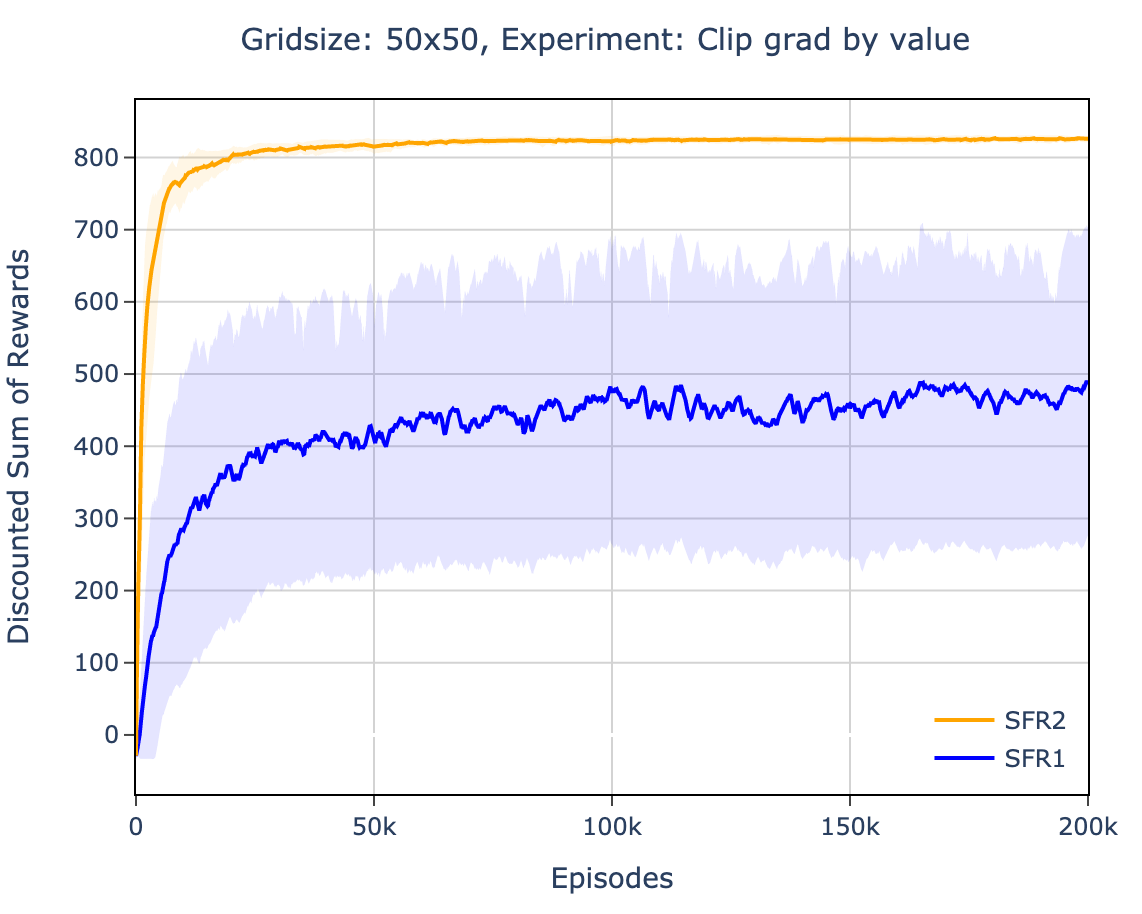 Gridsize: 50x50, Experiment: Clip grad by value
Discounted Sum of Rewards
800
700
600
500
400
300
200
100
0
SFR2
SFR1
0
50k
100k
150k
200k
Episodes